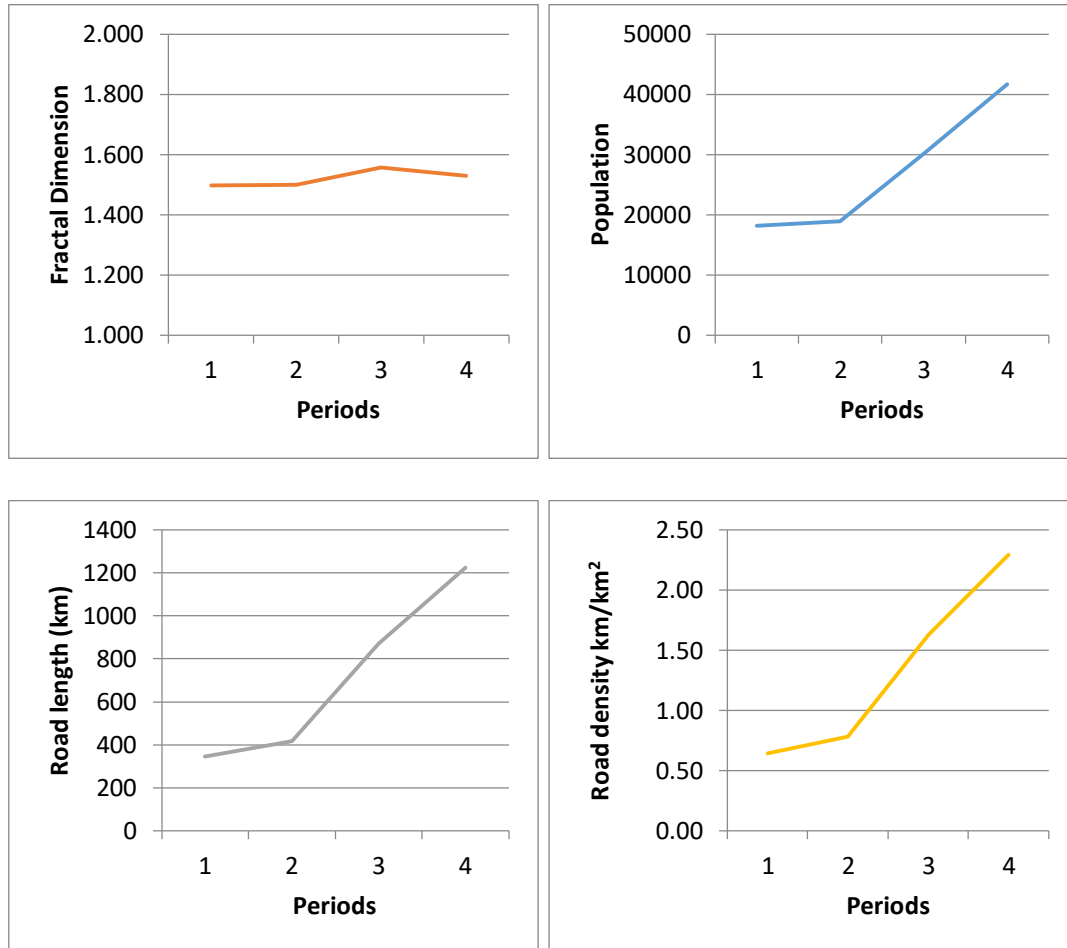 Fractal Dimension
2.000
1.800
1.600
1.400
1.200
1.000
1 2 3 4
Periods
Population
50000
40000
30000
20000
10000
0
1 2 3 4
Periods
Road length (km)
1400
1200
1000
800
600
400
200
0
1 2 3 4
Periods
Road density km/km²
2.50
2.00
1.50
1.00
0.50
0.00
1 2 3 4
Periods